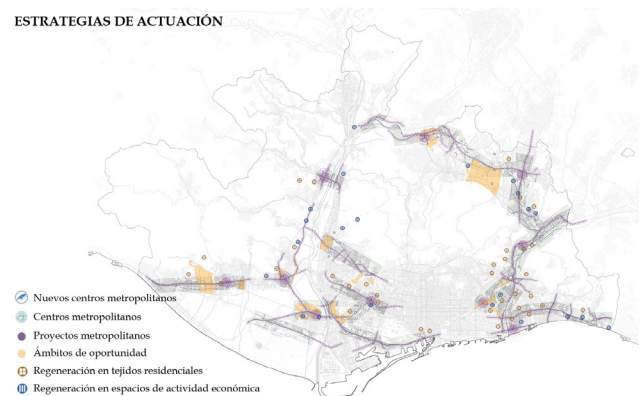 ESTRATEGIAS DE ACTUACIÓN
Nuevos centros metropolitanos
Centros metropolitanos
Proyectos metropolitanos
Ámbitos de oportunidad
Regeneración en tejidos residenciales
Regeneración en espacios de actividad económica